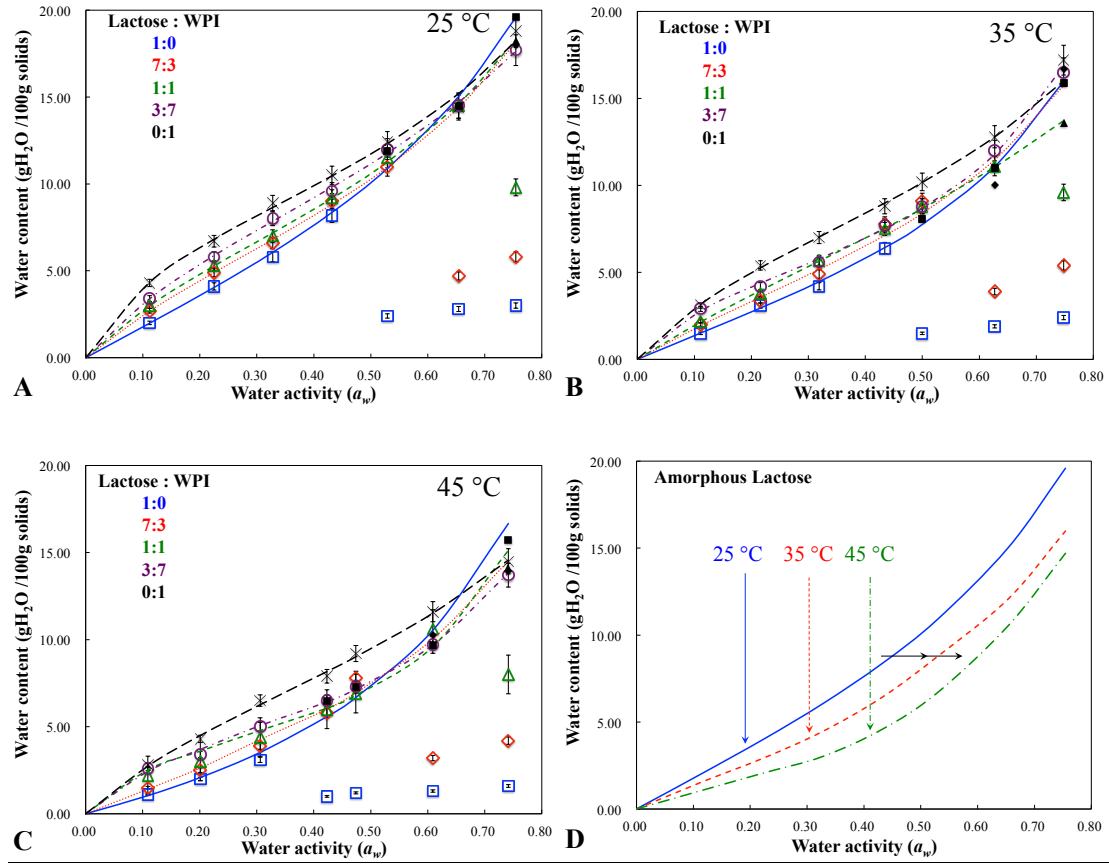 Lactose : WPI
25 °C
1:0
7:3
1:1
3:7
0:1
Water content (gH₂O /100g solids)
20.00
15.00
10.00
5.00
0.00
0.00 0.10 0.20 0.30 0.40 0.50 0.60 0.70 0.80
A
Water activity (a_w)
Lactose : WPI
35 °C
1:0
7:3
1:1
3:7
0:1
Water content (gH₂O /100g solids)
20.00
15.00
10.00
5.00
0.00
0.00 0.10 0.20 0.30 0.40 0.50 0.60 0.70 0.80
B
Water activity (a_w)
Lactose : WPI
45 °C
1:0
7:3
1:1
3:7
0:1
Water content (gH₂O /100g solids)
20.00
15.00
10.00
5.00
0.00
0.00 0.10 0.20 0.30 0.40 0.50 0.60 0.70 0.80
C
Water activity (a_w)
Amorphous Lactose
25 °C 35 °C 45 °C
Water content (gH₂O /100g solids)
20.00
15.00
10.00
5.00
0.00
0.00 0.10 0.20 0.30 0.40 0.50 0.60 0.70 0.80
D
Water activity (a_w)